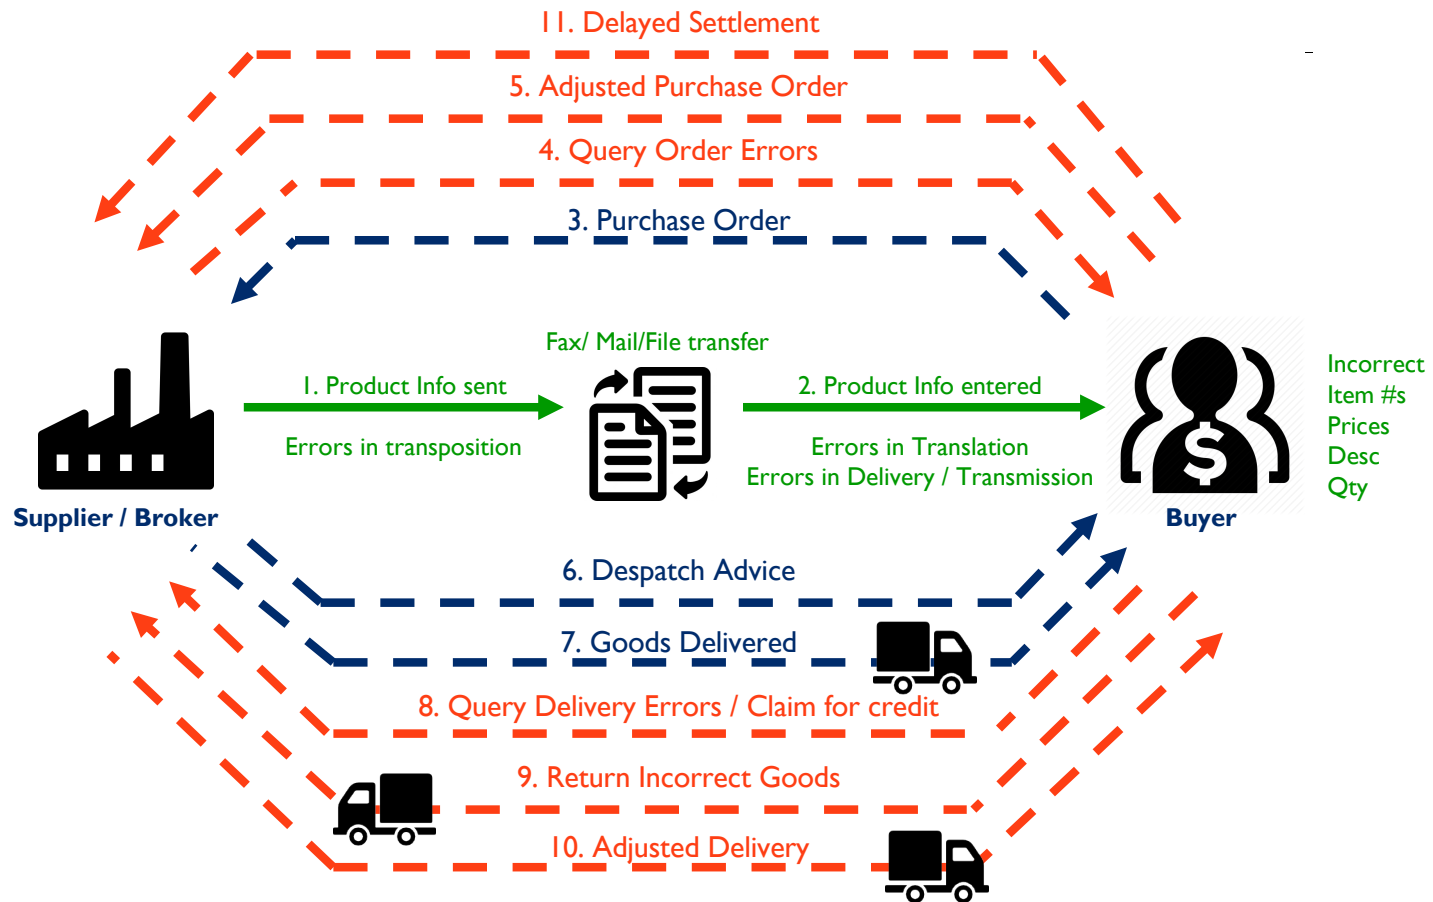 11. Delayed Settlement
5. Adjusted Purchase Order
4. Query Order Errors
3. Purchase Order
Fax/ Mail/File transfer
1. Product Info sent
2. Product Info entered
Errors in transposition
Errors in Translation
Errors in Delivery / Transmission
Incorrect
Item #s
Prices
Desc
Qty
$
Supplier / Broker
Buyer
6. Despatch Advice
7. Goods Delivered
8. Query Delivery Errors / Claim for credit
9. Return Incorrect Goods
10. Adjusted Delivery